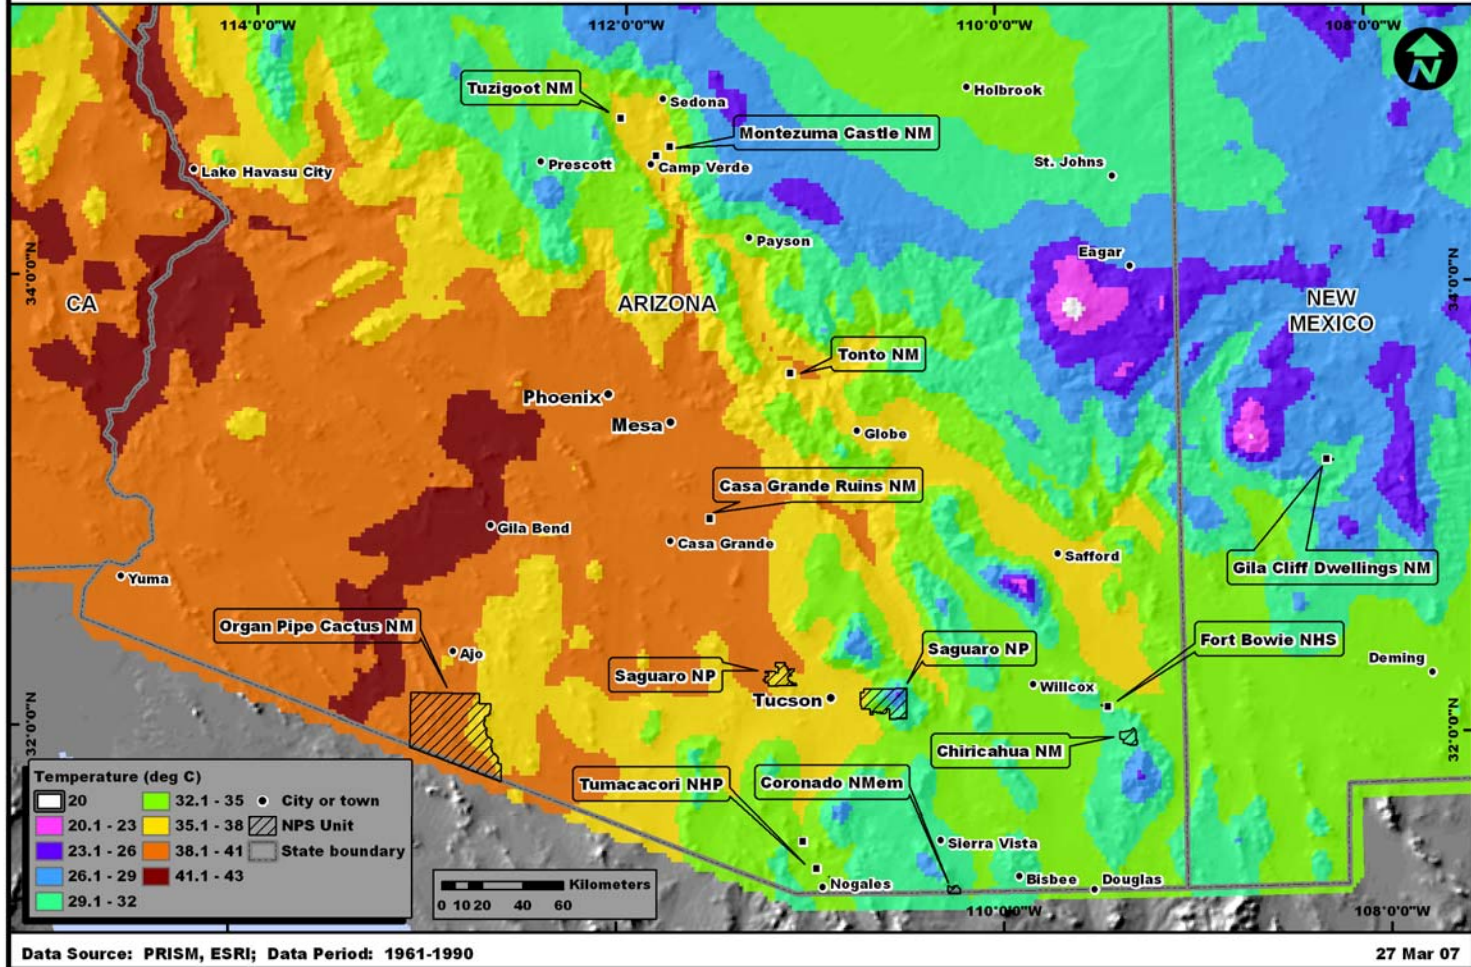 114°0'0"W
112°0'0"W
110°0'0"W
108°0'0"W
N
Tuzigoot NM
Sedona
Holbrook
Montezuma Castle NM
Prescott
Camp Verde
St. Johns
Lake Havasu City
Payson
Eagar
34°0'0"N
34°0'0"N
CA
ARIZONA
NEW
MEXICO
Tonto NM
Phoenix
Mesa
Globe
Casa Grande Ruins NM
Gila Bend
Casa Grande
Safford
Gila Cliff Dwellings NM
Yuma
Organ Pipe Cactus NM
Ajo
Saguaro NP
Saguaro NP
Fort Bowie NHS
Deming
Willcox
Tucson
32°0'0"N
32°0'0"N
Chiricahua NM
Tumacacori NHP
Coronado NMem
Sierra Vista
Nogales
Bisbee
Douglas
110°0'0"W
108°0'0"W
Temperature (deg C)
20
20.1 - 23
23.1 - 26
26.1 - 29
29.1 - 32
32.1 - 35
35.1 - 38
38.1 - 41
41.1 - 43
City or town
NPS Unit
State boundary
Kilometers
0 10 20 40 60
Data Source: PRISM, ESRI; Data Period: 1961-1990
27 Mar 07